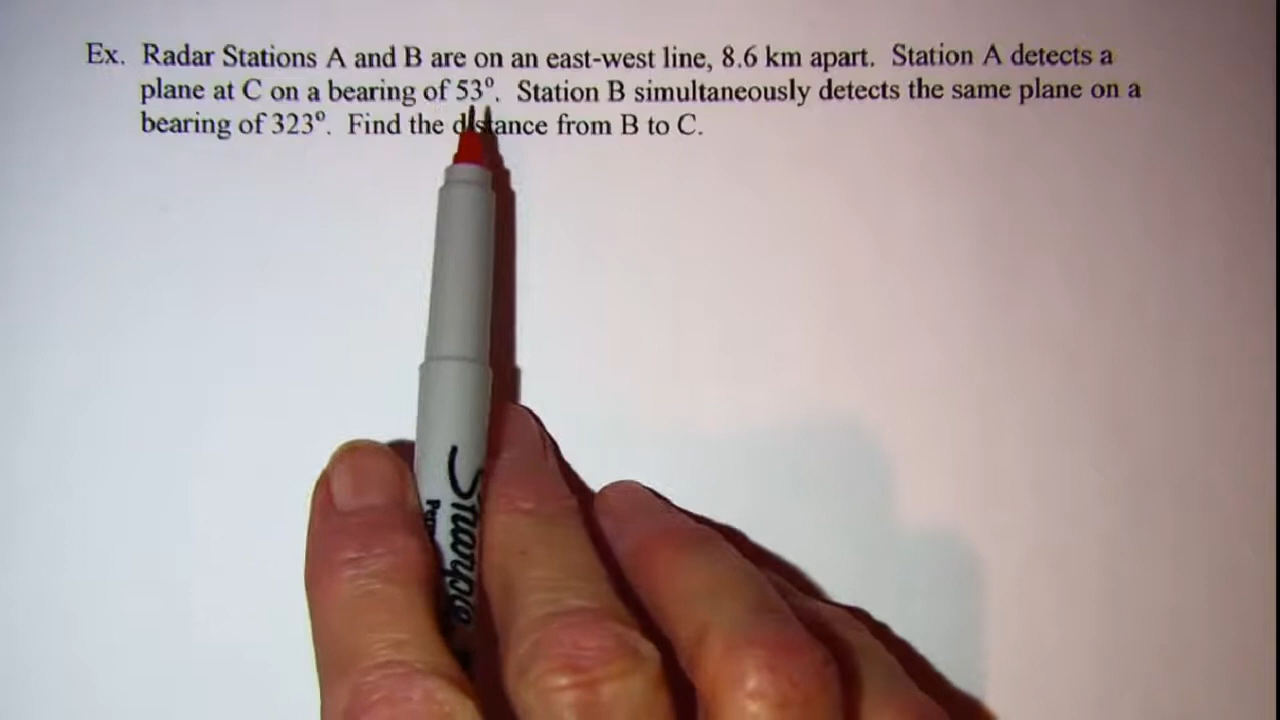 Ex. Radar Stations A and B are on an east-west line, 8.6 km apart. Station A detects a
plane at C on a bearing of 53°. Station B simultaneously detects the same plane on a
bearing of 323°. Find the distance from B to C.
Sharpie